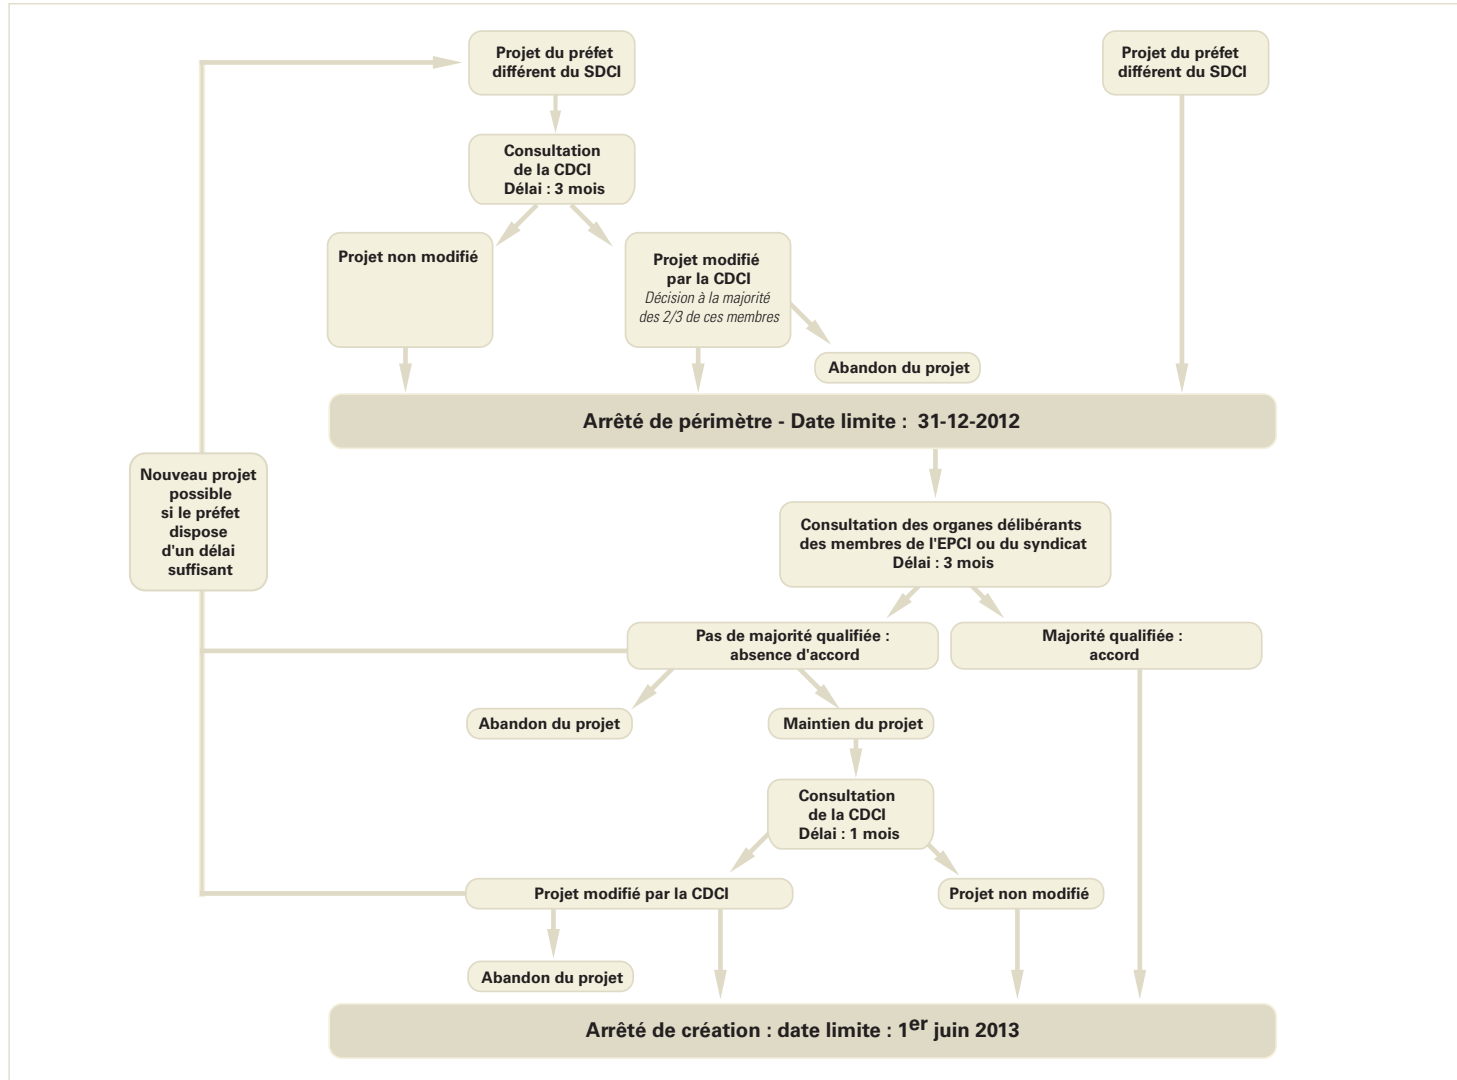 Projet du préfet
différent du SDCI
Projet du préfet
différent du SDCI
Consultation
de la CDCI
Délai : 3 mois
Projet non modifié
Projet modifié
par la CDCI
Décision à la majorité
des 2/3 de ces membres
Abandon du projet
Arrêté de périmètre - Date limite : 31-12-2012
Nouveau projet
possible
si le préfet
dispose
d'un délai
suffisant
Consultation des organes délibérants
des membres de l'EPCI ou du syndicat
Délai : 3 mois
Pas de majorité qualifiée :
absence d'accord
Majorité qualifiée :
accord
Abandon du projet
Maintien du projet
Consultation
de la CDCI
Délai : 1 mois
Projet modifié par la CDCI
Projet non modifié
Abandon du projet
Arrêté de création : date limite : 1er juin 2013